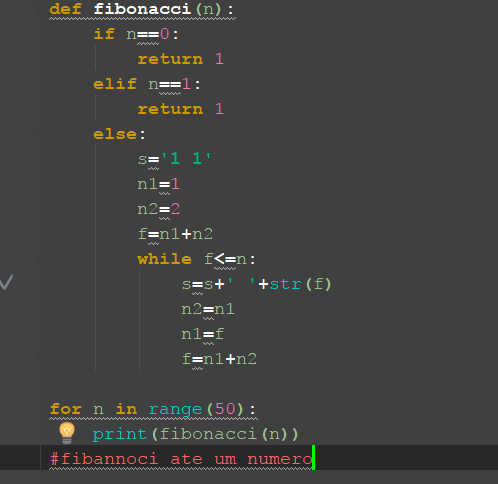 def fibonacci(n):
    if n==0:
        return 1
    elif n==1:
        return 1
    else:
        s='1 1'
        n1=1
        n2=2
        f=n1+n2
        while f<=n:
            s=s+' '+str(f)
            n2=n1
            n1=f
            f=n1+n2
for n in range(50):
    print(fibonacci(n))
#fibannoci ate um numero